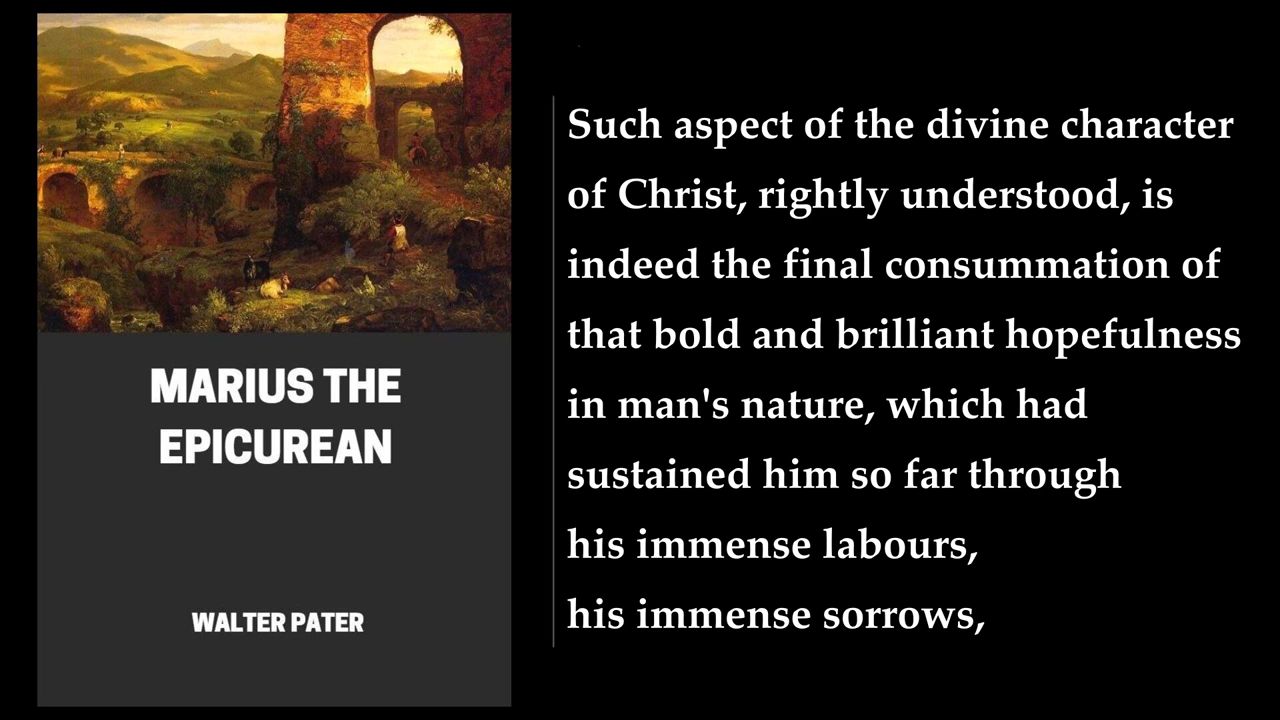 MARIUS THE
EPICUREAN
WALTER PATER
Such aspect of the divine character
of Christ, rightly understood, is
indeed the final consummation of
that bold and brilliant hopefulness
in man's nature, which had
sustained him so far through
his immense labours,
his immense sorrows,